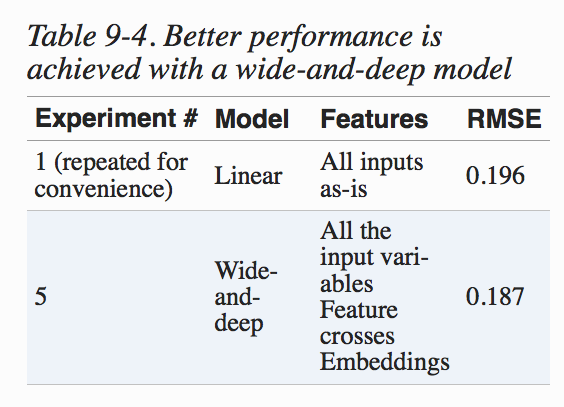 Table 9-4. Better performance is
achieved with a wide-and-deep model
Experiment # Model Features RMSE
1 (repeated for
convenience)
Linear
All inputs
as-is
0.196
5
Wide-
and-
deep
All the
input vari-
ables
Feature
crosses
Embeddings
0.187